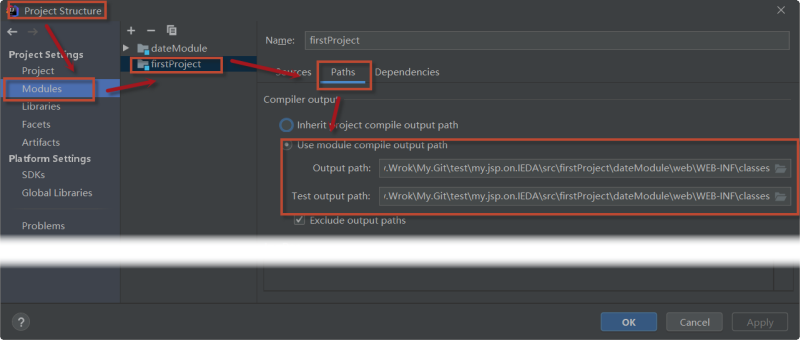 Project Structure
Project Settings
Project
Modules
Libraries
Facets
Artifacts
Platform Settings
SDKs
Global Libraries
Problems
dateModule
firstProject
Name: firstProject
Sources Paths Dependencies
Compiler output
Inherit project compile output path
Use module compile output path
Output path: r.Wrok\My.Git\test\my.jsp.on.IEDA\src\firstProject\dateModule\web\WEB-INF\classes
Test output path: r.Wrok\My.Git\test\my.jsp.on.IEDA\src\firstProject\dateModule\web\WEB-INF\classes
Exclude output paths
?
OK Cancel Apply